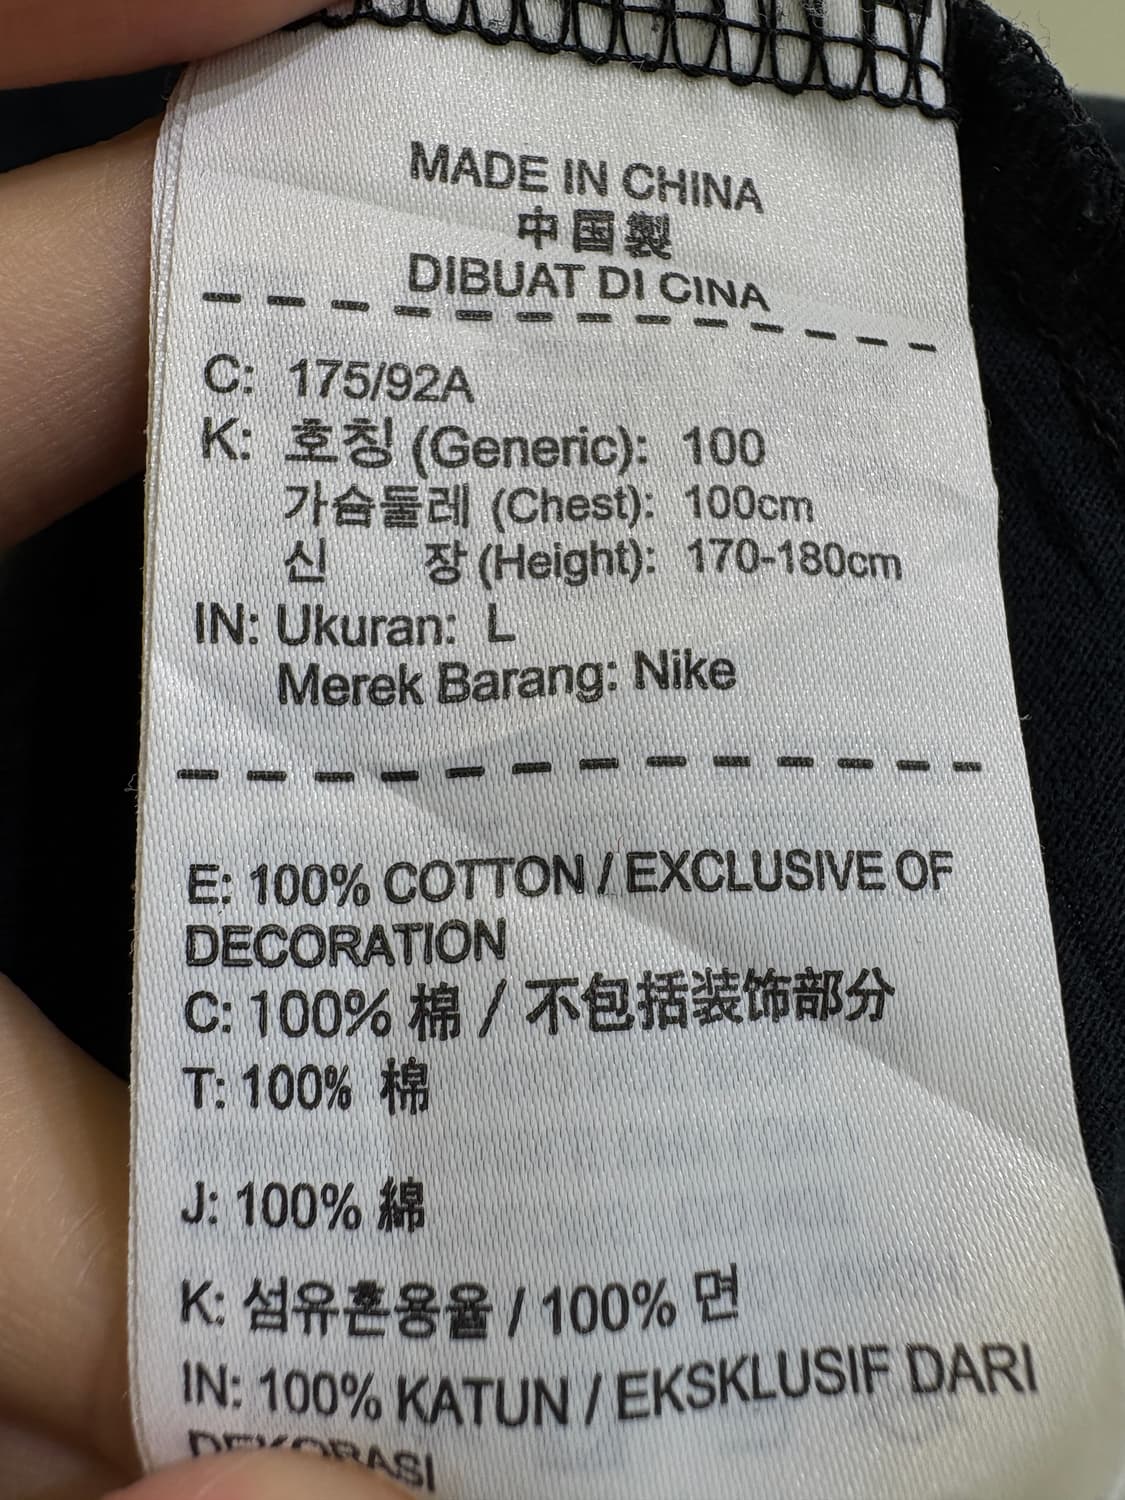 MADE IN CHINA
中国製
DIBUAT DI CINA
C: 175/92A
K: 호칭 (Generic): 100
가슴둘레 (Chest): 100cm
신 장 (Height): 170-180cm
IN: Ukuran: L
Merek Barang: Nike
E: 100% COTTON / EXCLUSIVE OF
DECORATION
C: 100% 棉 / 不包括装饰部分
T: 100% 棉
J: 100% 綿
K: 섬유혼용율 / 100% 면
IN: 100% KATUN / EKSKLUSIF DARI
DEKORASI